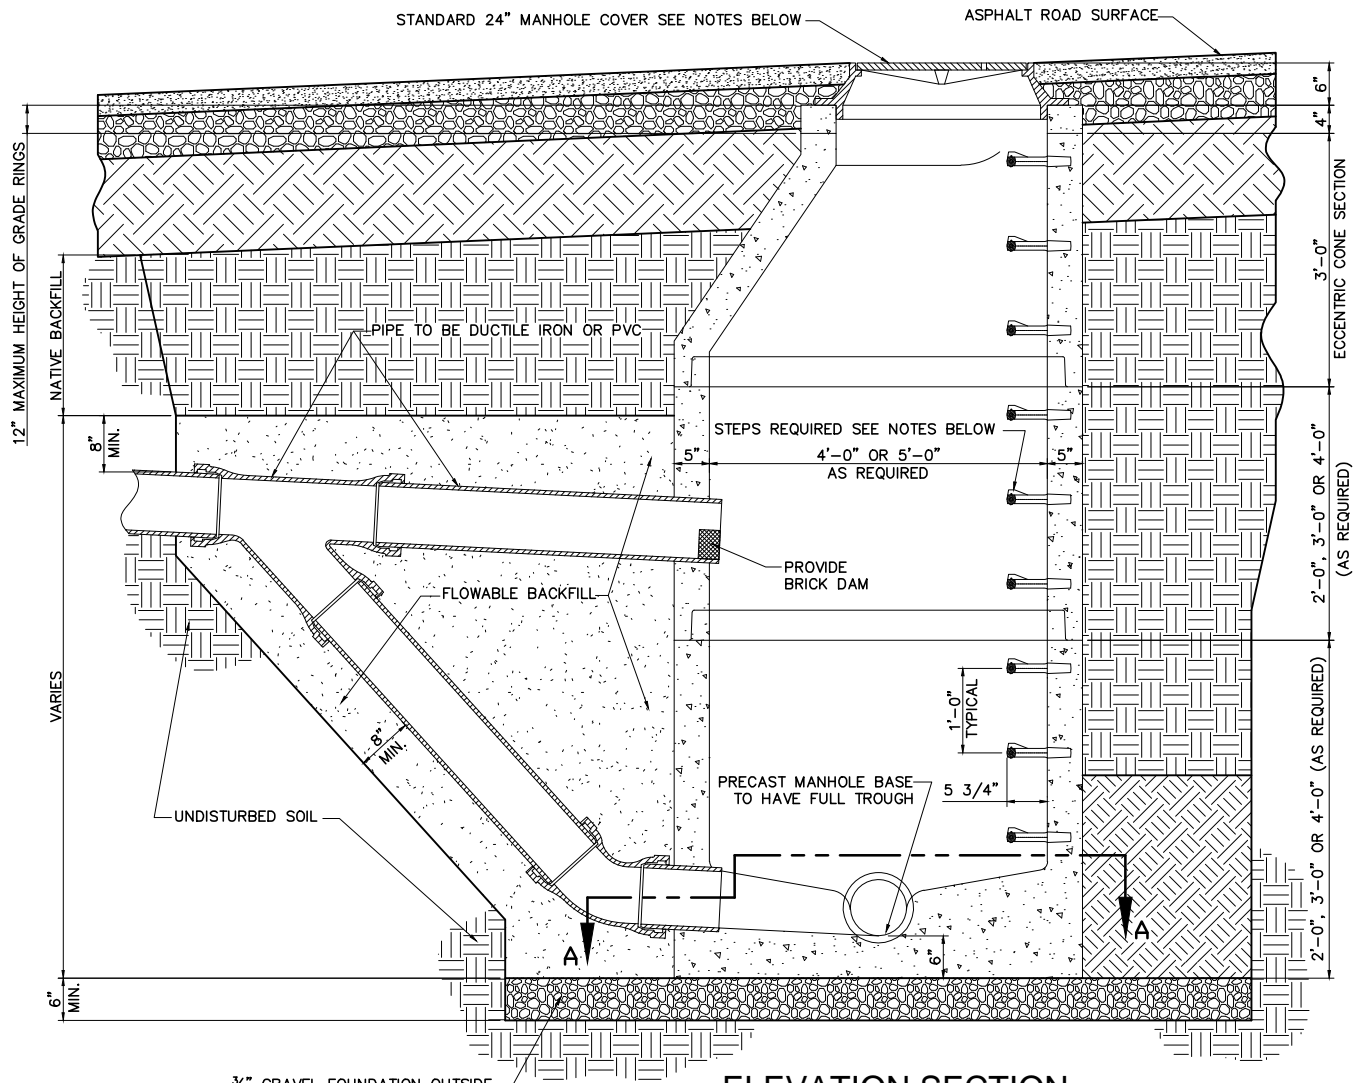 STANDARD 24" MANHOLE COVER SEE NOTES BELOW
ASPHALT ROAD SURFACE
6"
4"
12" MAXIMUM HEIGHT OF GRADE RINGS
NATIVE BACKFILL
3'-0"
ECCENTRIC CONE SECTION
PIPE TO BE DUCTILE IRON OR PVC
8"
MIN.
STEPS REQUIRED SEE NOTES BELOW
5"
4'-0" OR 5'-0"
AS REQUIRED
5"
2'-0", 3'-0" OR 4'-0"
(AS REQUIRED)
PROVIDE
BRICK DAM
FLOWABLE BACKFILL
VARIES
1'-0"
TYPICAL
8"
MIN.
PRECAST MANHOLE BASE
TO HAVE FULL TROUGH
5 3/4"
UNDISTURBED SOIL
2'-0", 3'-0" OR 4'-0" (AS REQUIRED)
A
A
6"
6"
MIN.
¾" GRAVEL FOUNDATION OUTSIDE
ELEVATION SECTION